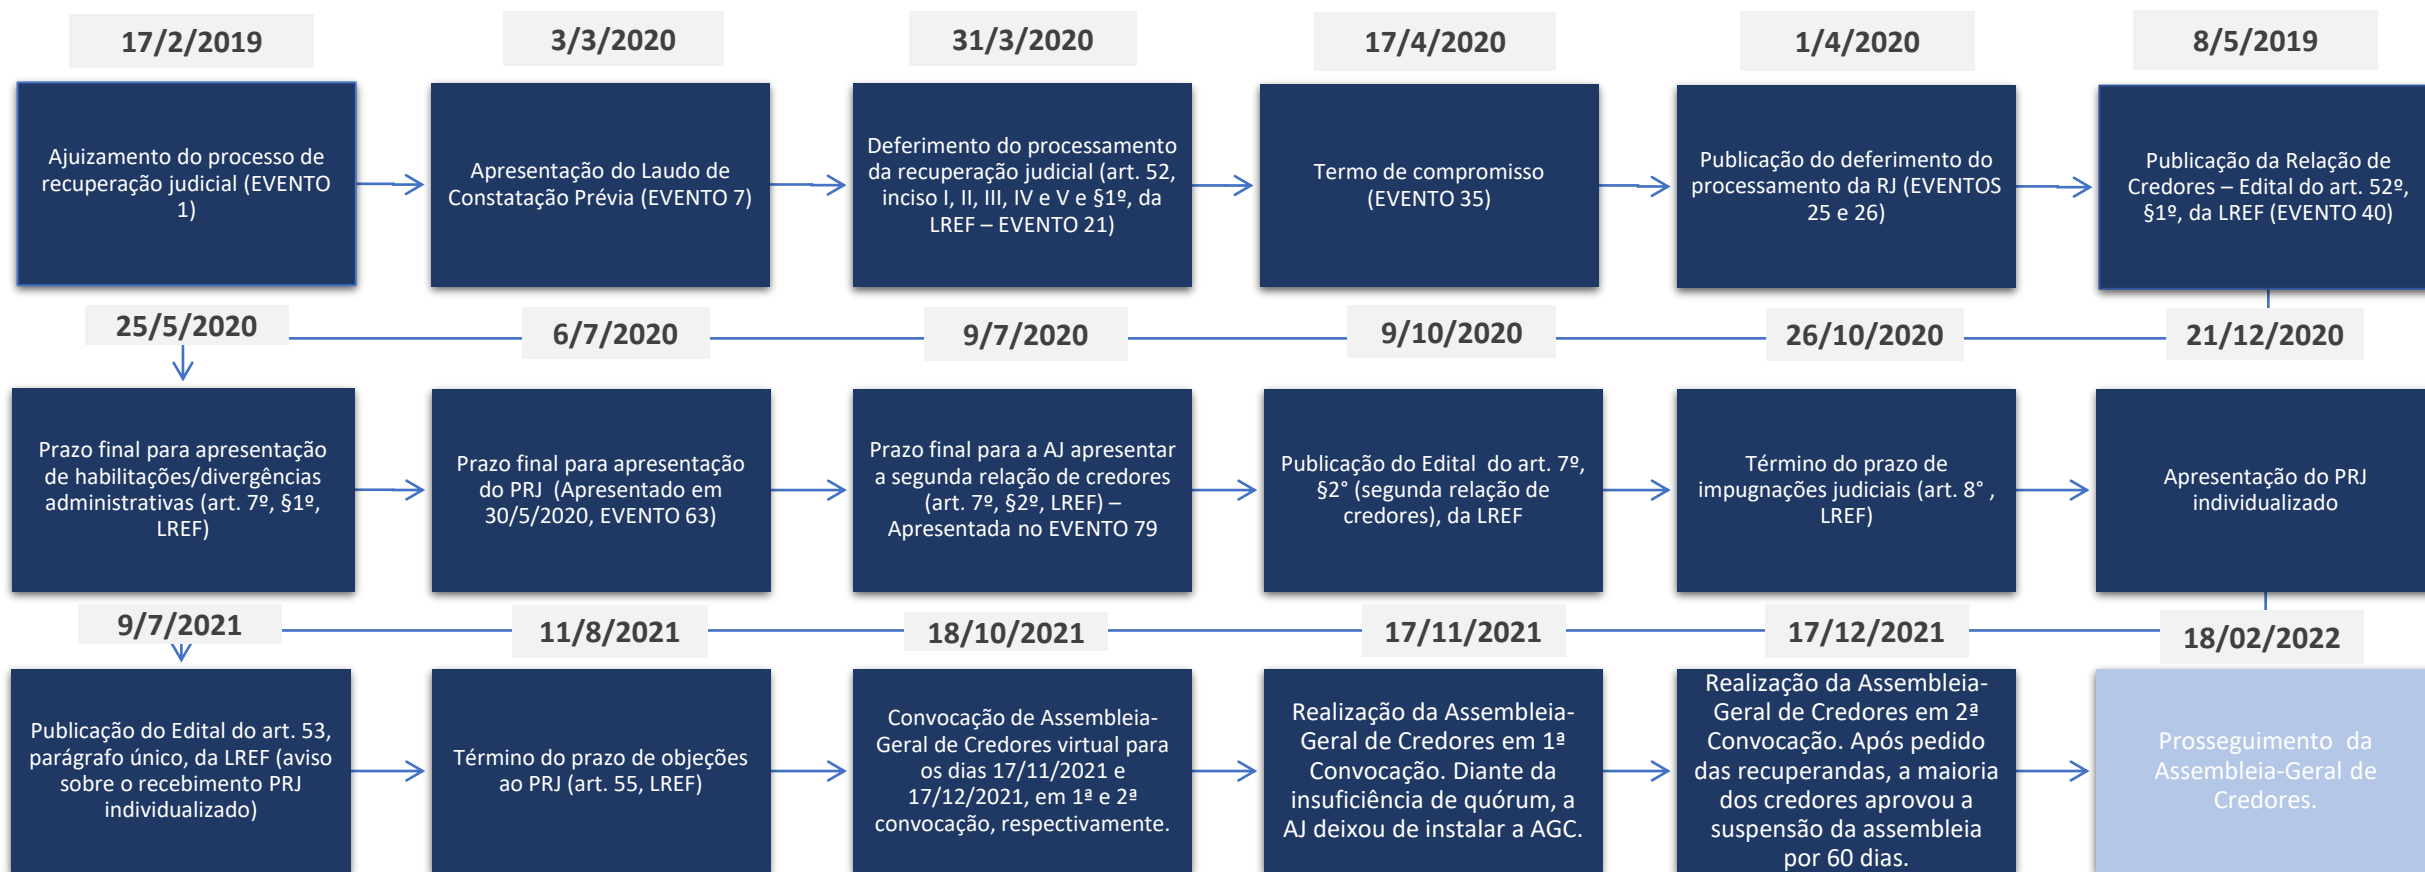 17/2/2019
3/3/2020
31/3/2020
17/4/2020
1/4/2020
8/5/2019
Ajuizamento do processo de
recuperação judicial (EVENTO
1)
Apresentação do Laudo de
Constatação Prévia (EVENTO 7)
Deferimento do processamento
da recuperação judicial (art. 52,
inciso I, II, III, IV e V e §1º, da
LREF – EVENTO 21)
Termo de compromisso
(EVENTO 35)
Publicação do deferimento do
processamento da RJ (EVENTOS
25 e 26)
Publicação da Relação de
Credores – Edital do art. 52º,
§1º, da LREF (EVENTO 40)
25/5/2020
6/7/2020
9/7/2020
9/10/2020
26/10/2020
21/12/2020
Prazo final para apresentação
de habilitações/divergências
administrativas (art. 7º, §1º,
LREF)
Prazo final para apresentação
do PRJ (Apresentado em
30/5/2020, EVENTO 63)
Prazo final para a AJ apresentar
a segunda relação de credores
(art. 7º, §2º, LREF) –
Apresentada no EVENTO 79
Publicação do Edital do art. 7º,
§2° (segunda relação de
credores), da LREF
Término do prazo de
impugnações judiciais (art. 8° ,
LREF)
Apresentação do PRJ
individualizado
9/7/2021
11/8/2021
18/10/2021
17/11/2021
17/12/2021
18/02/2022
Publicação do Edital do art. 53,
parágrafo único, da LREF (aviso
sobre o recebimento PRJ
individualizado)
Término do prazo de objeções
ao PRJ (art. 55, LREF)
Convocação de Assembleia-
Geral de Credores virtual para
os dias 17/11/2021 e
17/12/2021, em 1ª e 2ª
convocação, respectivamente.
Realização da Assembleia-
Geral de Credores em 1ª
Convocação. Diante da
insuficiência de quórum, a
AJ deixou de instalar a AGC.
Realização da Assembleia-
Geral de Credores em 2ª
Convocação. Após pedido
das recuperandas, a maioria
dos credores aprovou a
suspensão da assembleia
por 60 dias.
Prosseguimento da
Assembleia-Geral de
Credores.